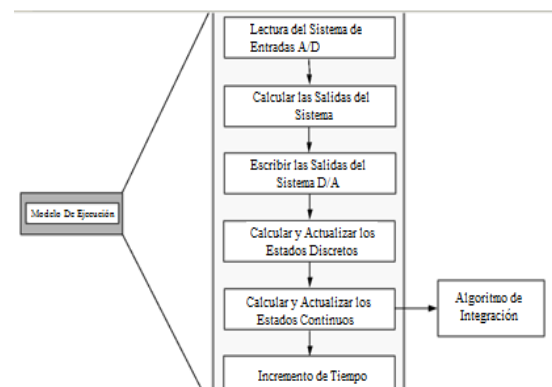 Lectura del Sistema de
Entradas A/D
Calcular las Salidas del
Sistema
Escribir las Salidas del
Sistema D/A
Modelo De Ejecución
Calcular y Actualizar los
Estados Discretos
Calcular y Actualizar los
Estados Continuos
Algoritmo de
Integración
Incremento de Tiempo